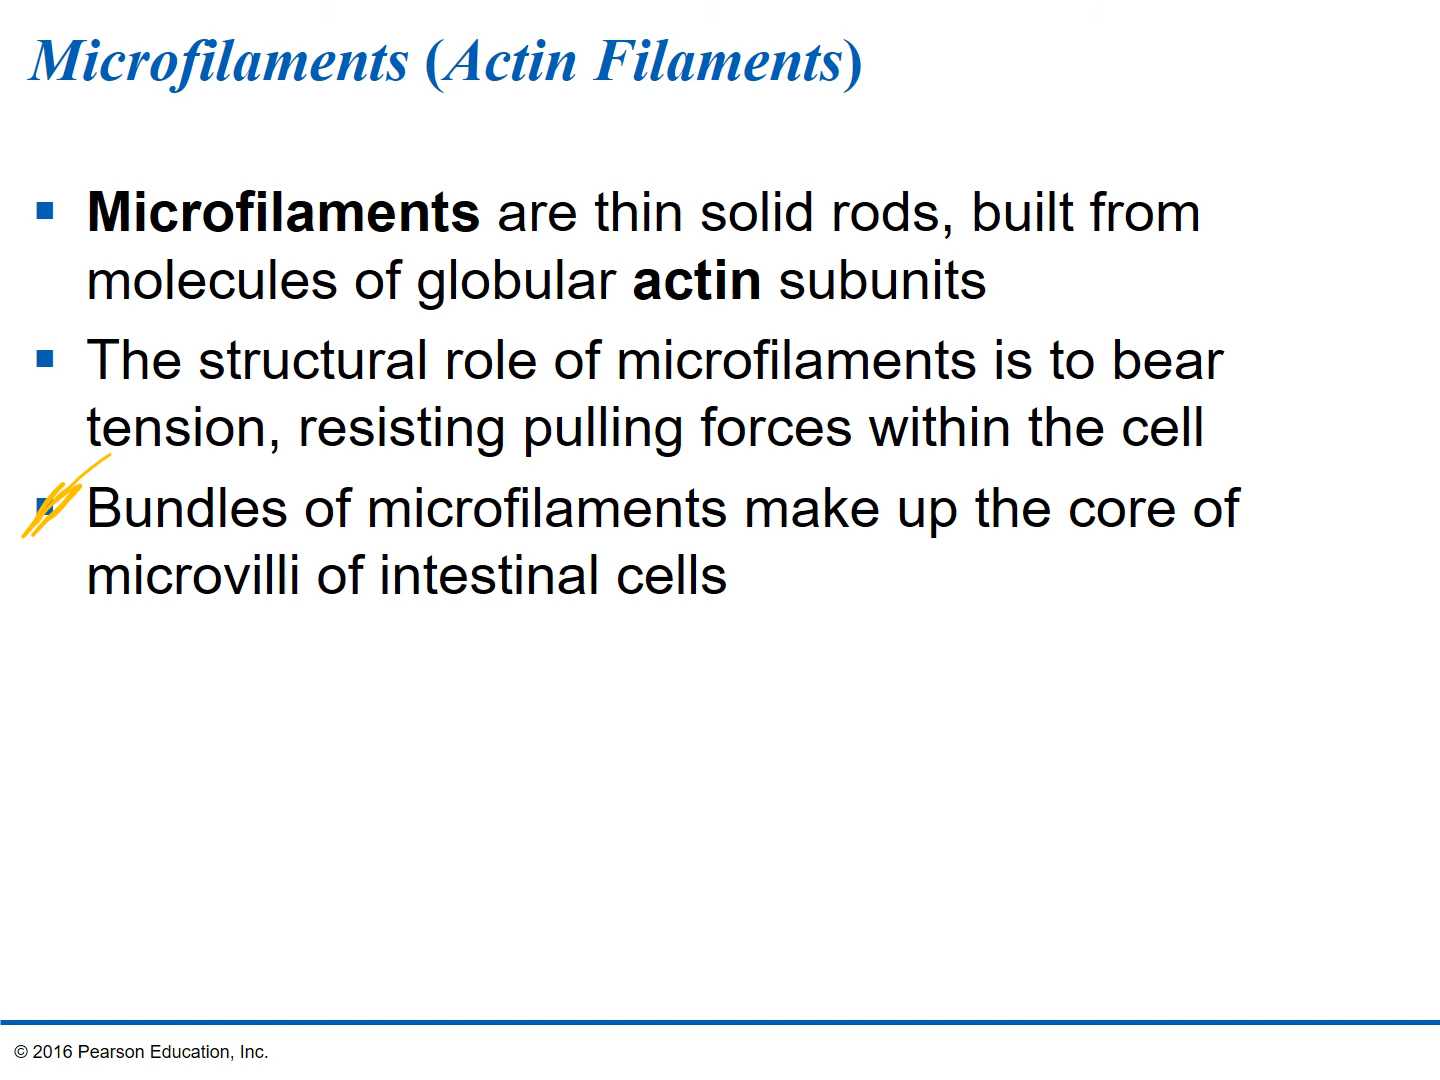 Microfilaments (Actin Filaments)
Microfilaments are thin solid rods, built from
molecules of globular actin subunits
The structural role of microfilaments is to bear
tension, resisting pulling forces within the cell
Bundles of microfilaments make up the core of
microvilli of intestinal cells
© 2016 Pearson Education, Inc.